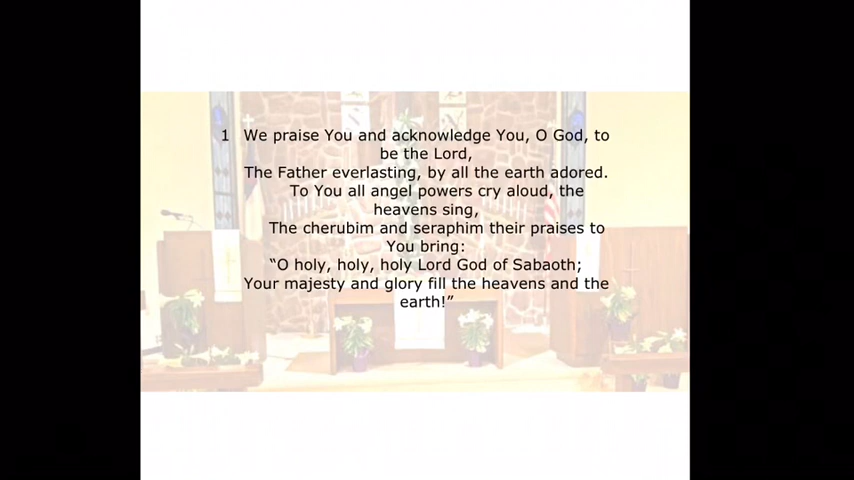 1 We praise You and acknowledge You, O God, to
be the Lord,
The Father everlasting, by all the earth adored.
To You all angel powers cry aloud, the
heavens sing,
The cherubim and seraphim their praises to
You bring:
“O holy, holy, holy Lord God of Sabaoth;
Your majesty and glory fill the heavens and the
earth!”